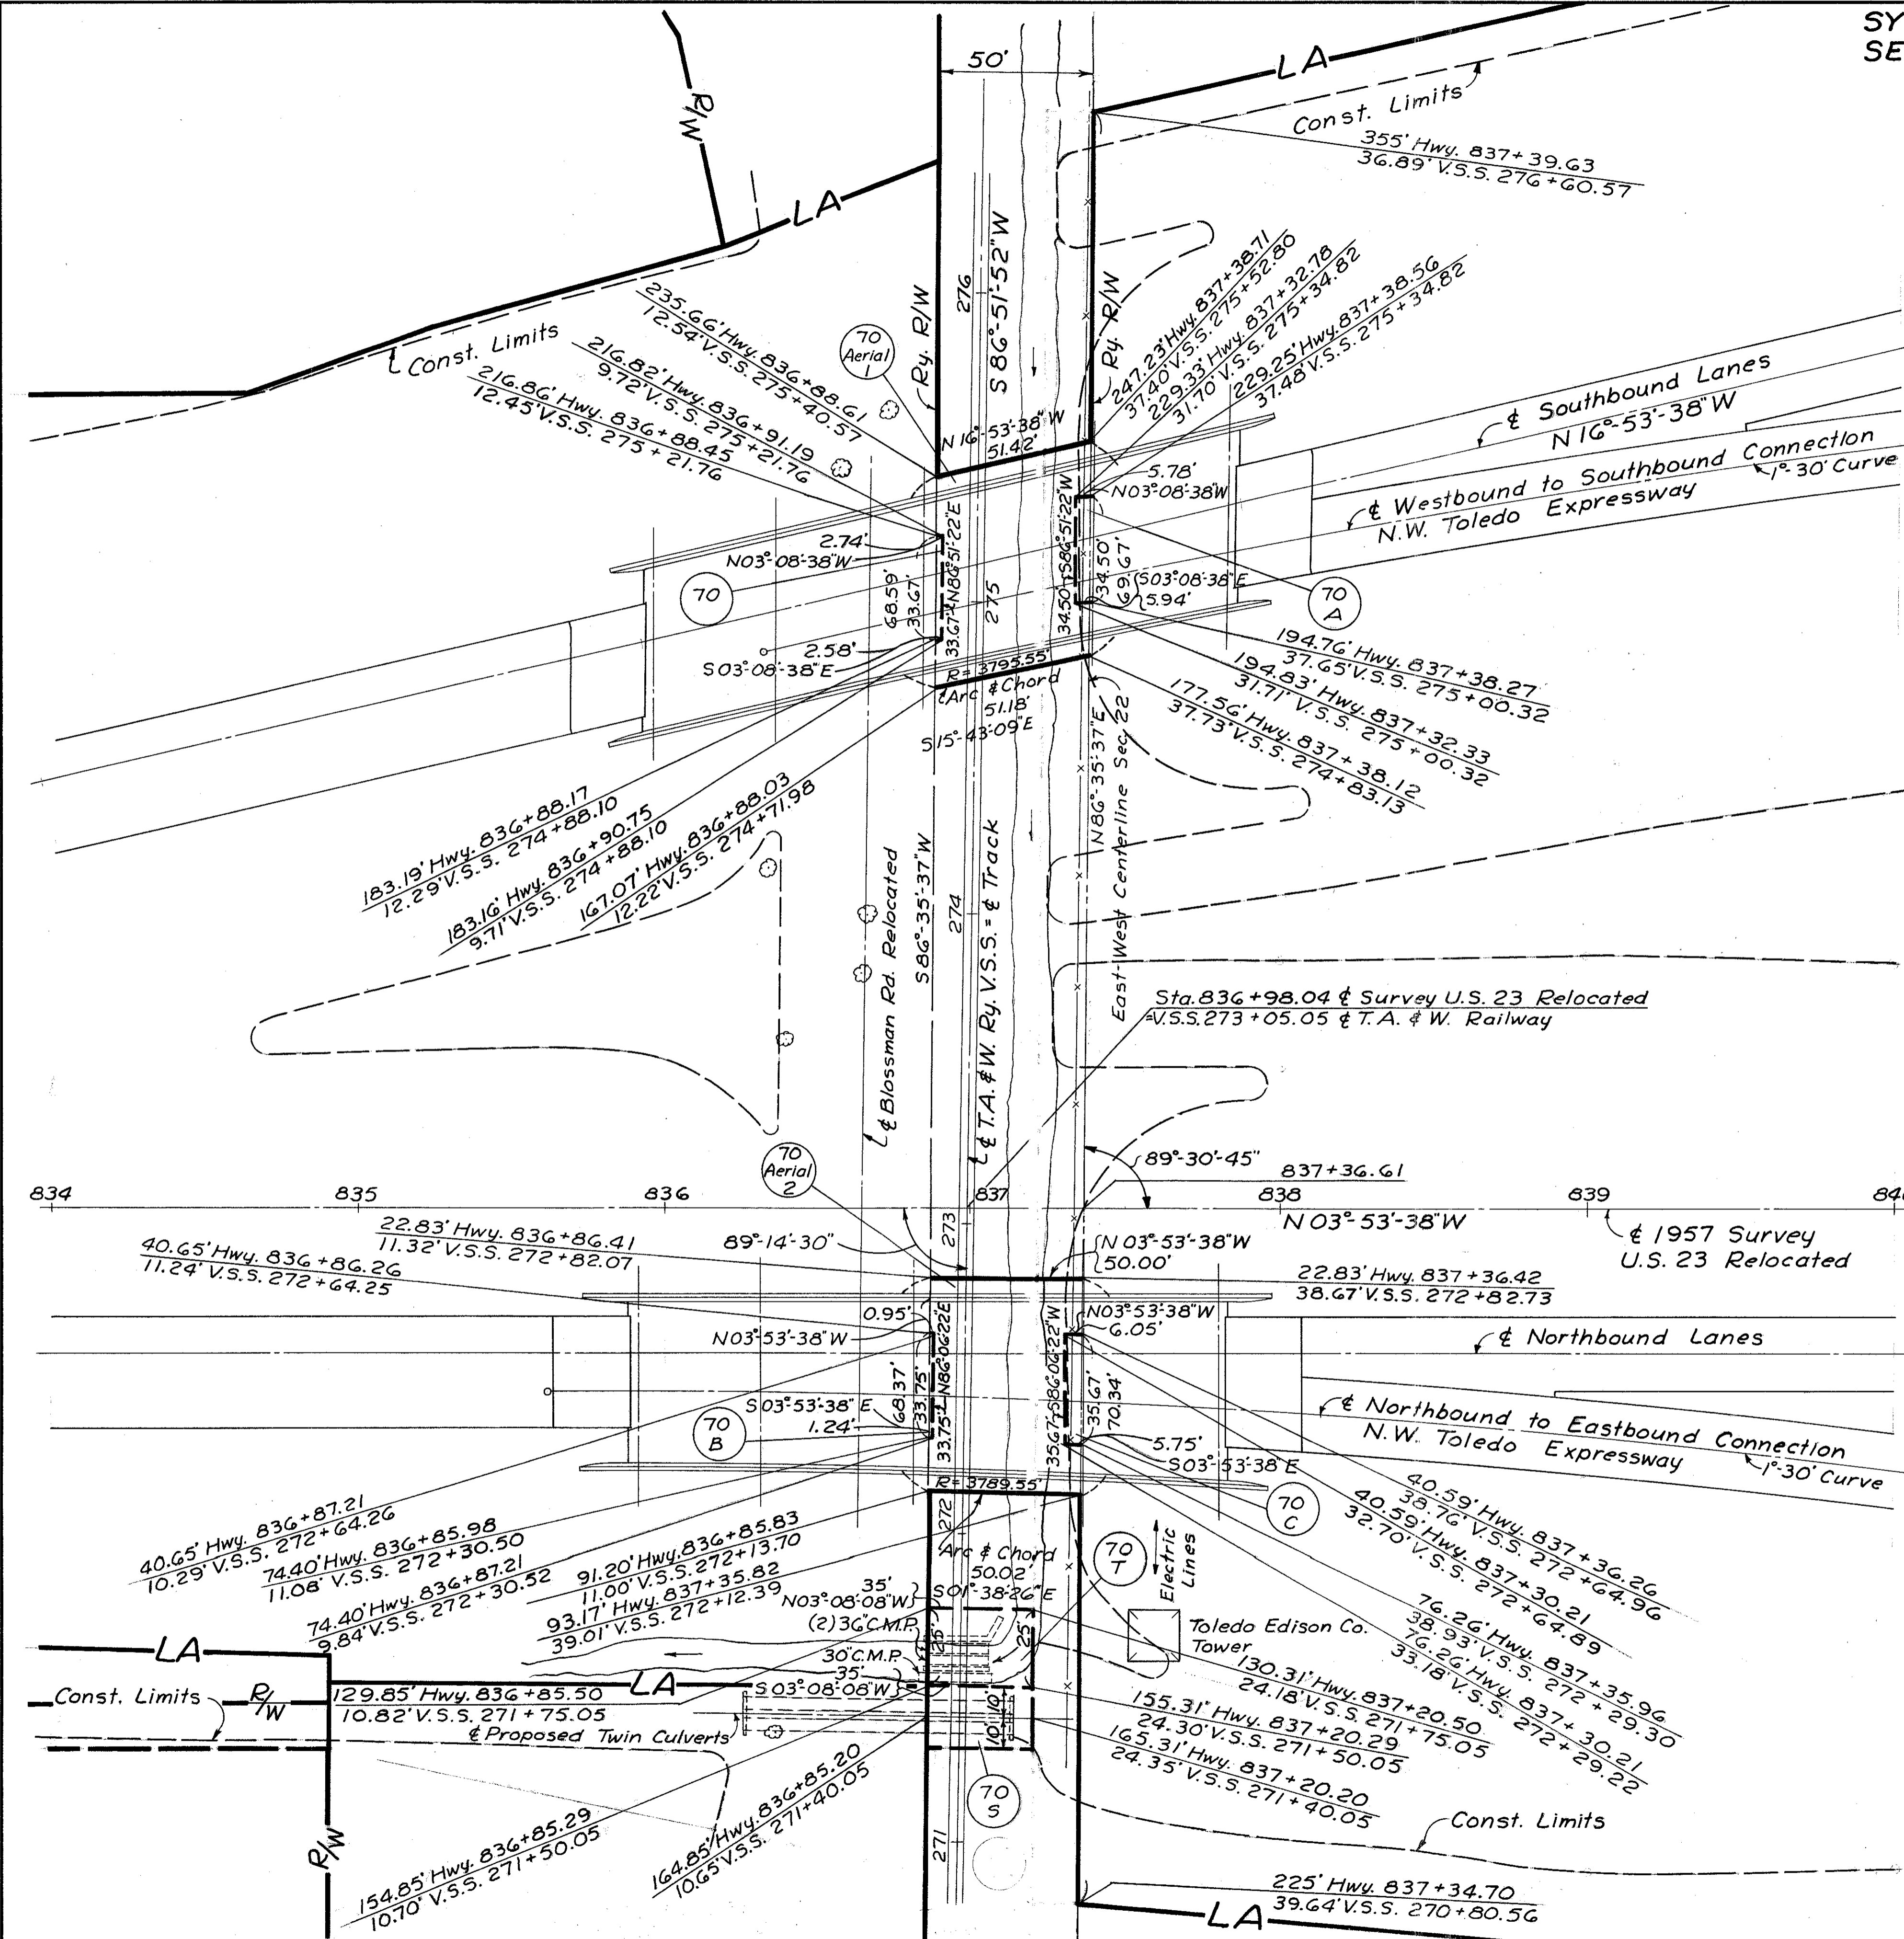 SY
SE
50'
LA
Const. Limits
355' Hwy. 837+39.63
36.89' V.S.S. 276+60.57
R/W
LA
Const. Limits
235.66' Hwy. 836+88.61
12.54' V.S.S. 275+40.57
216.82' Hwy. 836+91.19
9.72' V.S.S. 275+21.76
216.86' Hwy. 836+88.45
12.45' V.S.S. 275+21.76
70
Aerial
1
Ry. R/W
276
S86°-51'-52"W
Ry. R/W
247.23' Hwy. 837+38.71
37.40' V.S.S. 275+52.80
229.33' Hwy. 837+32.78
31.70' V.S.S. 275+34.82
229.25' Hwy. 837+38.56
37.48' V.S.S. 275+34.82
N16°-53'-38"W
51.42'
¢ Southbound Lanes
N16°-53'-38"W
¢ Westbound to Southbound Connection
N.W. Toledo Expressway
1°-30' Curve
5.78'
N03°-08'-38"W
2.74'
N03°-08'-38"W
70
68.59'
33.67'
33.67'
N86°-51'-22"E
275
34.50'
S86°-51'-22"W
34.50'
69.67'
S03°-08'-38"E
5.94'
70
A
2.58'
S03°-08'-38"E
R=3795.55'
Arc & Chord
51.18'
S15°-43'-09"E
194.76' Hwy. 837+38.27
37.65' V.S.S. 275+00.32
194.83' Hwy. 837+32.33
31.71' V.S.S. 275+00.32
177.56' Hwy. 837+38.12
37.73' V.S.S. 274+83.13
183.19' Hwy. 836+88.17
12.29' V.S.S. 274+88.10
183.16' Hwy. 836+90.75
9.71' V.S.S. 274+88.10
167.07' Hwy. 836+88.03
12.22' V.S.S. 274+71.98
¢ Blossman Rd. Relocated
S86°-35'-37"W
274
¢ T.A. & W. Ry. V.S.S. = ¢ Track
N86°-35'-37"E
East-West Centerline Sec. 22
Sta. 836+98.04 ¢ Survey U.S. 23 Relocated
=V.S.S. 273+05.05 ¢ T.A. & W. Railway
70
Aerial
2
89°-30'-45"
837+36.61
834
835
836
837
838
839
84
N03°-53'-38"W
¢ 1957 Survey
U.S. 23 Relocated
22.83' Hwy. 836+86.41
11.32' V.S.S. 272+82.07
89°-14'-30"
273
40.65' Hwy. 836+86.26
11.24' V.S.S. 272+64.25
N03°-53'-38"W
50.00'
22.83' Hwy. 837+36.42
38.67' V.S.S. 272+82.73
0.95'
N03°-53'-38"W
N03°-53'-38"W
6.05'
¢ Northbound Lanes
68.37'
33.75'
33.75'
N86°-06'-22"E
35.67'
S86°-06'-22"W
35.67'
70.34'
S03°-53'-38"E
1.24'
70
B
5.75'
S03°-53'-38"E
¢ Northbound to Eastbound Connection
N.W. Toledo Expressway
1°-30' Curve
R=3789.55'
70
C
272
Arc & Chord
50.02'
S01°-38'-26"E
40.65' Hwy. 836+87.21
10.29' V.S.S. 272+64.26
74.40' Hwy. 836+85.98
11.08' V.S.S. 272+30.50
74.40' Hwy. 836+87.21
9.84' V.S.S. 272+30.52
91.20' Hwy. 836+85.83
11.00' V.S.S. 272+13.70
93.17' Hwy. 837+35.82
39.01' V.S.S. 272+12.39
40.59' Hwy. 837+36.26
38.76' V.S.S. 272+64.96
40.59' Hwy. 837+30.21
32.70' V.S.S. 272+64.89
76.26' Hwy. 837+35.96
38.93' V.S.S. 272+29.30
76.26' Hwy. 837+30.21
33.18' V.S.S. 272+29.22
70
T
Electric
Lines
35'
N03°-08'-08"W
(2) 36" C.M.P.
25'
25'
30" C.M.P.
35'
S03°-08'-08"W
Toledo Edison Co.
Tower
LA
LA
Const. Limits
R/W
129.85' Hwy. 836+85.50
10.82' V.S.S. 271+75.05
¢ Proposed Twin Culverts
10'
10'
130.31' Hwy. 837+20.50
24.18' V.S.S. 271+75.05
155.31' Hwy. 837+20.29
24.30' V.S.S. 271+50.05
165.31' Hwy. 837+20.20
24.35' V.S.S. 271+40.05
70
S
R/W
154.85' Hwy. 836+85.29
10.70' V.S.S. 271+50.05
164.85' Hwy. 836+85.20
10.65' V.S.S. 271+40.05
271
Const. Limits
225' Hwy. 837+34.70
39.64' V.S.S. 270+80.56
LA